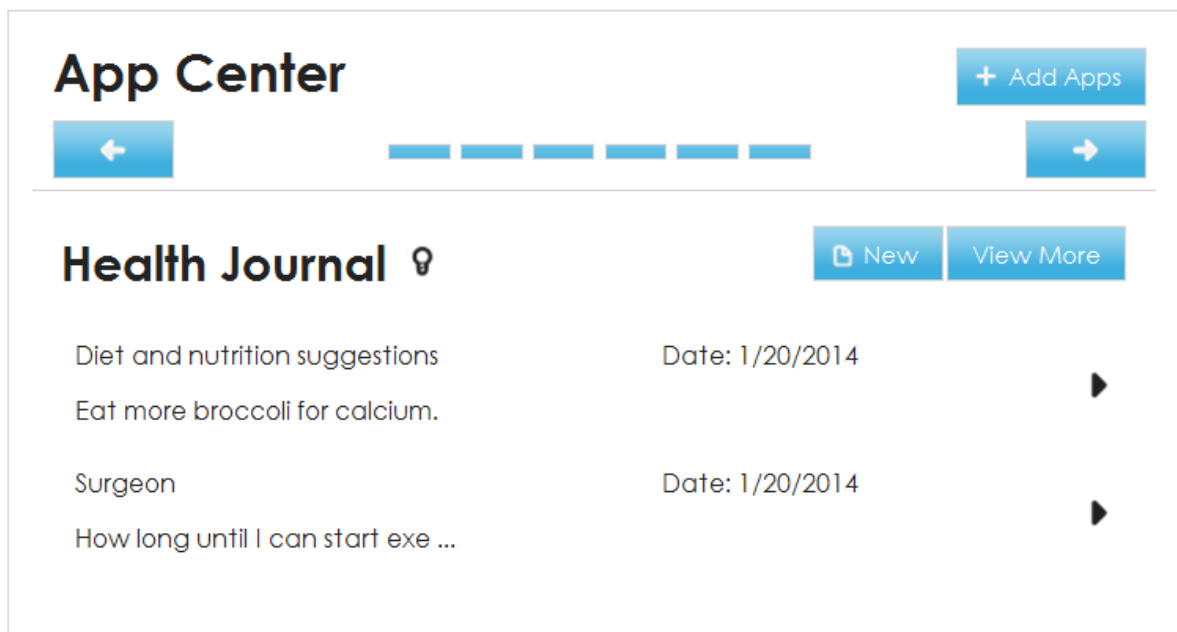 App Center
+ Add Apps
Health Journal
New
View More
Diet and nutrition suggestions
Date: 1/20/2014
Eat more broccoli for calcium.
Surgeon
Date: 1/20/2014
How long until I can start exe ...